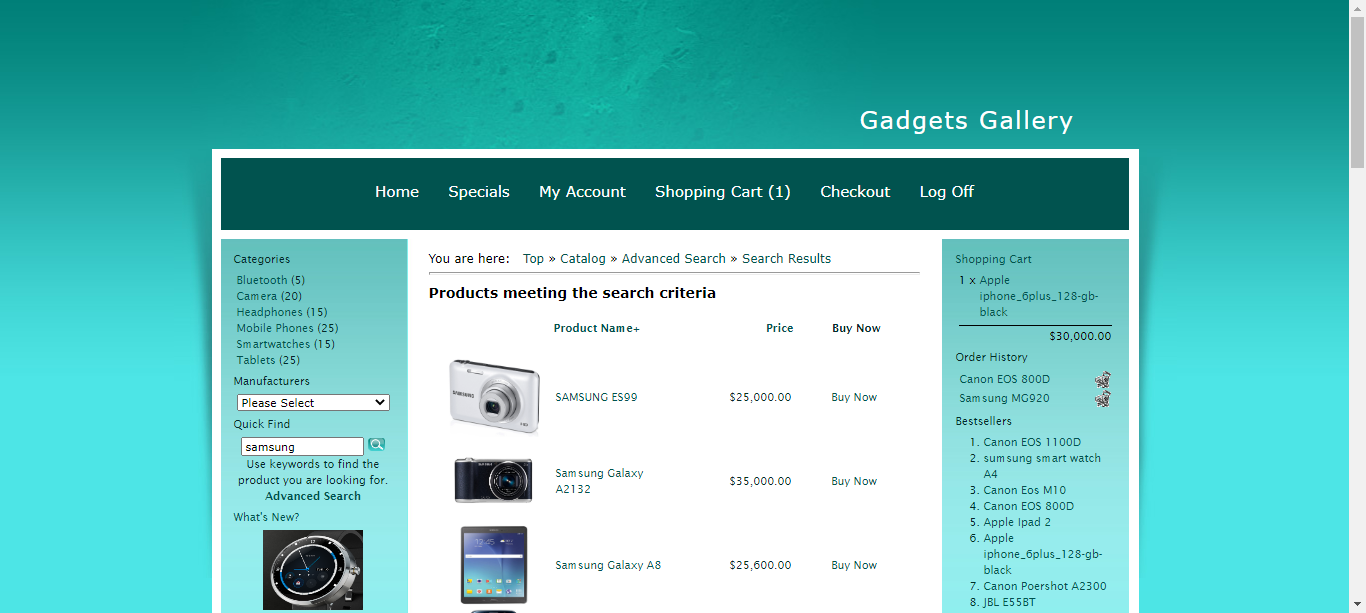 Gadgets Gallery
Home Specials My Account Shopping Cart (1) Checkout Log Off
Categories
Bluetooth (5)
Camera (20)
Headphones (15)
Mobile Phones (25)
Smartwatches (15)
Tablets (25)
Manufacturers
Please Select
Quick Find
samsung
Use keywords to find the
product you are looking for.
Advanced Search
What's New?
You are here: Top » Catalog » Advanced Search » Search Results
Products meeting the search criteria
Product Name+ Price Buy Now
SAMSUNG
SAMSUNG ES99 $25,000.00 Buy Now
Samsung Galaxy
A2132 $35,000.00 Buy Now
Samsung Galaxy A8 $25,600.00 Buy Now
Shopping Cart
1 x Apple
iphone_6plus_128-gb-
black
$30,000.00
Order History
Canon EOS 800D
Samsung MG920
Bestsellers
1. Canon EOS 1100D
2. sumsung smart watch
A4
3. Canon Eos M10
4. Canon EOS 800D
5. Apple Ipad 2
6. Apple
iphone_6plus_128-gb-
black
7. Canon Poershot A2300
8. JBL E55BT